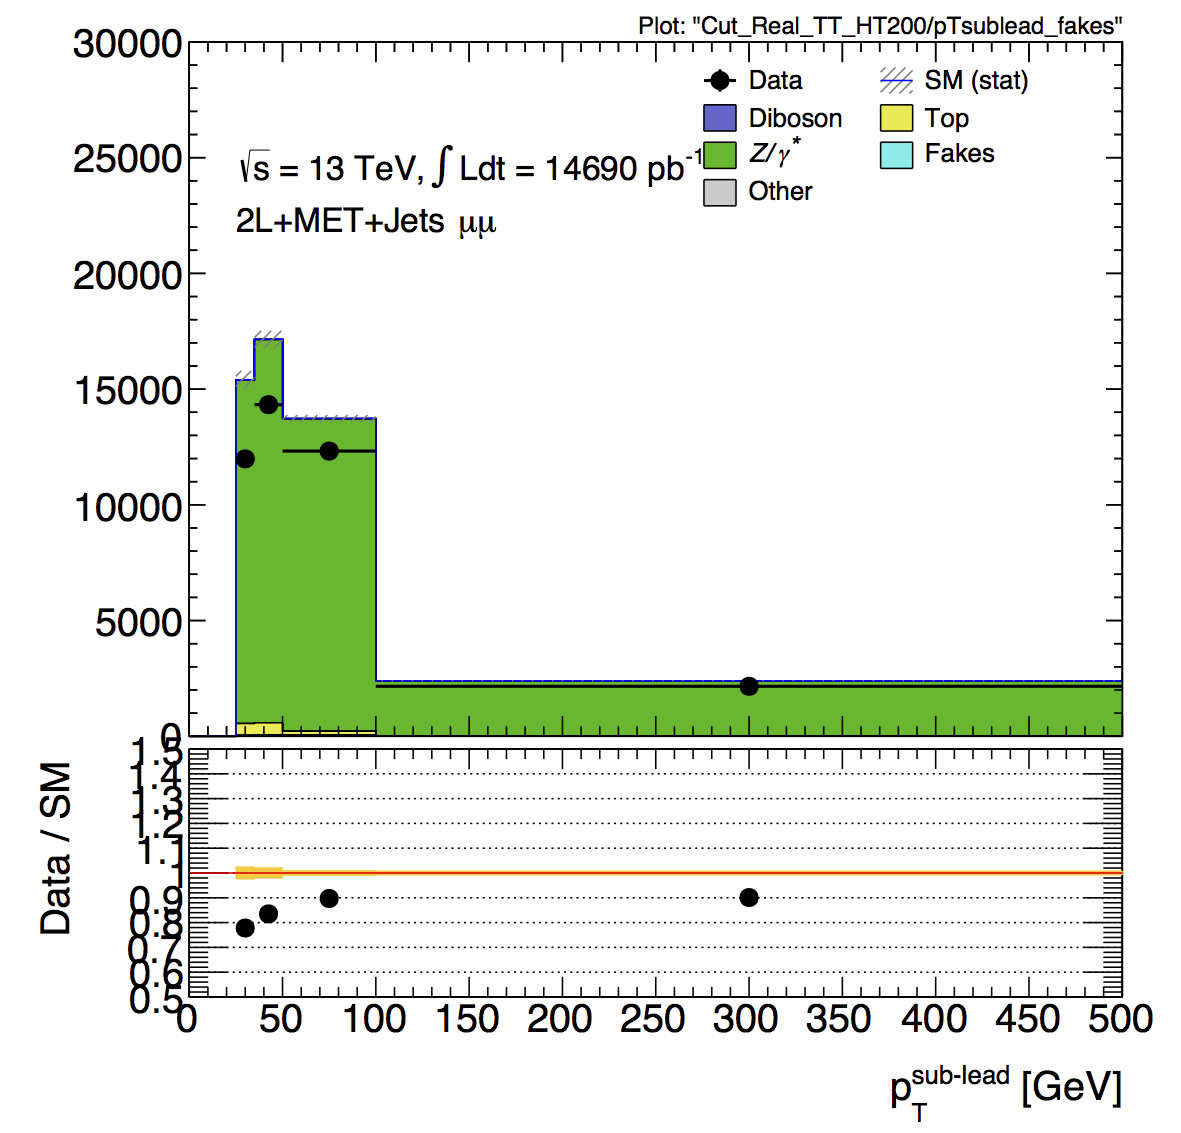 Plot: "Cut_Real_TT_HT200/pTsublead_fakes"
30000
25000
20000
15000
10000
5000
0
√s = 13 TeV, ∫ Ldt = 14690 pb⁻¹
2L+MET+Jets μμ
Data
SM (stat)
Diboson
Top
Z/γ*
Fakes
Other
Data / SM
1.5
1.4
1.3
1.2
1.1
1
0.9
0.8
0.7
0.6
0.5
0 50 100 150 200 250 300 350 400 450 500
p_T^sub-lead [GeV]